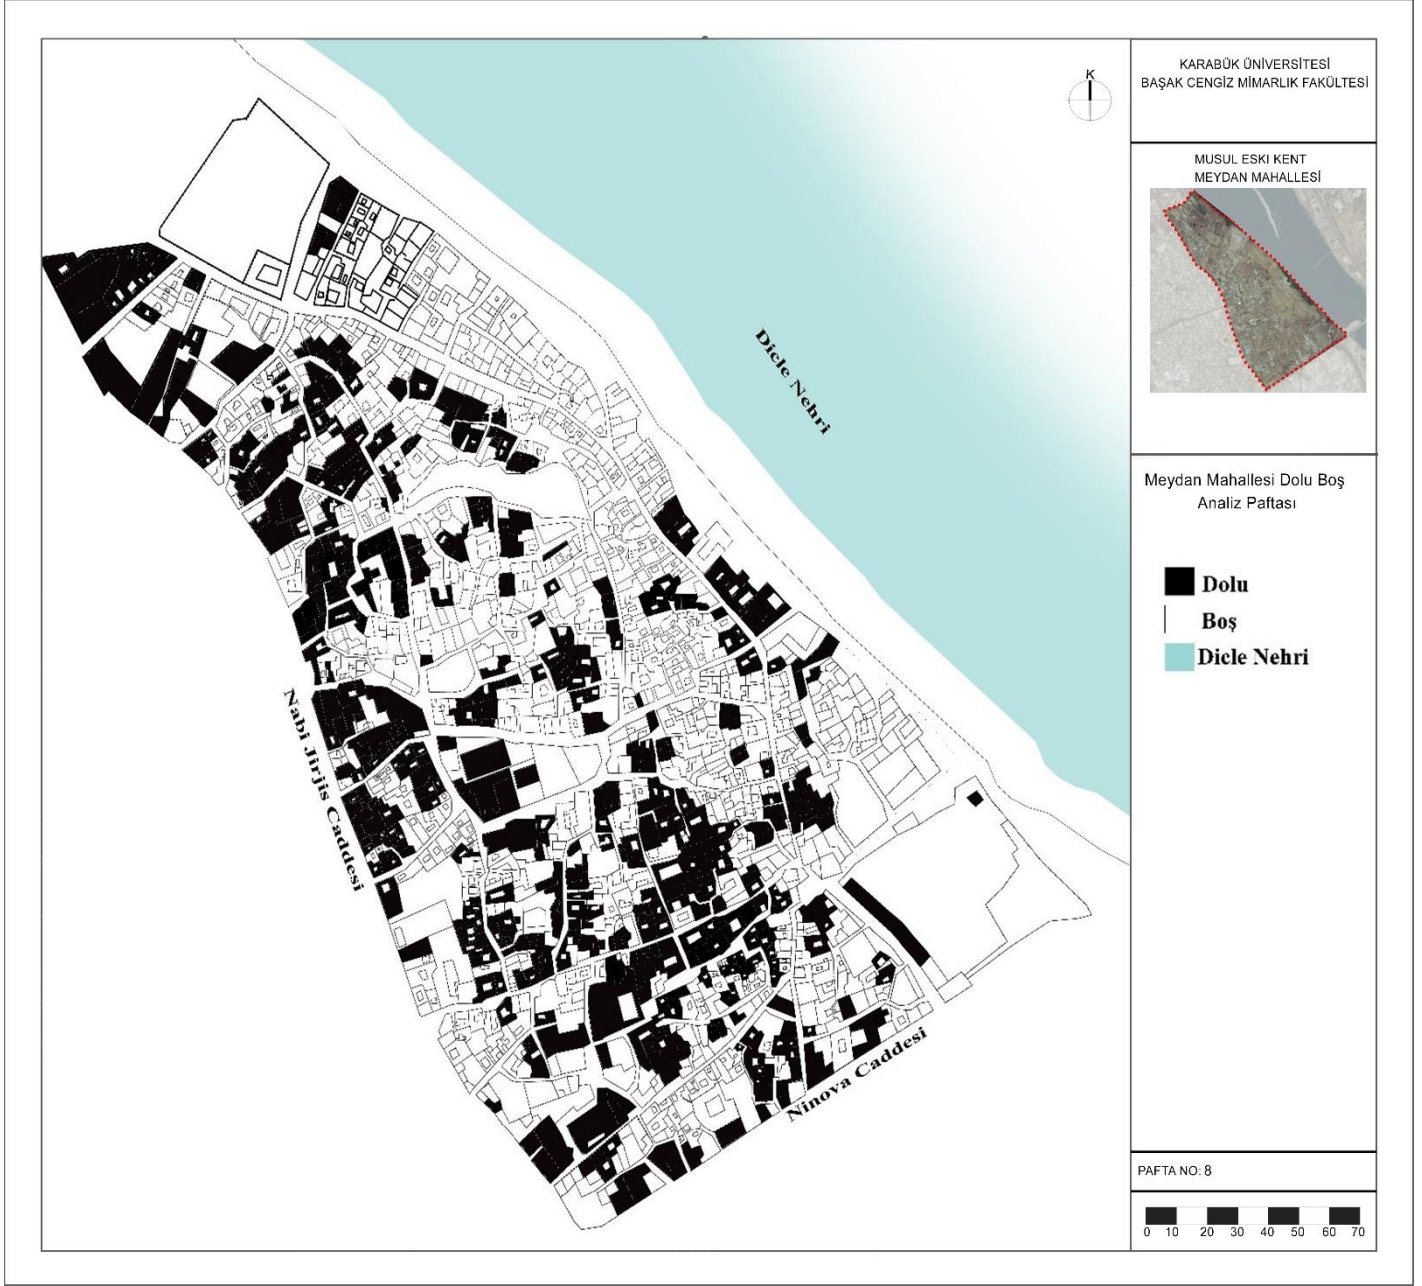 KARABÜK ÜNİVERSİTESİ
BAŞAK CENGİZ MİMARLIK FAKÜLTESİ
K
MUSUL ESKI KENT
MEYDAN MAHALLESİ
Dicle Nehri
Meydan Mahallesi Dolu Boş
Analiz Paftası
Dolu
Boş
Dicle Nehri
Nabi Jirjis Caddesi
Ninova Caddesi
PAFTA NO: 8
0 10 20 30 40 50 60 70